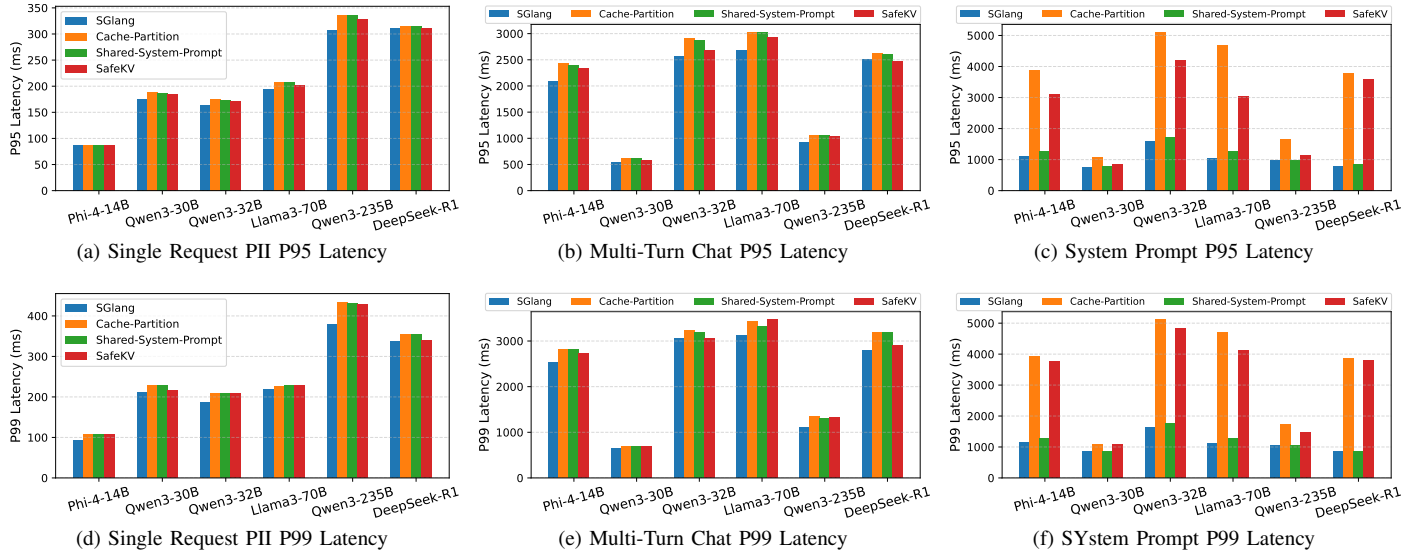 P95 Latency (ms)
350
300
250
200
150
100
50
0
SGlang
Cache-Partition
Shared-System-Prompt
SafeKV
Phi-4-14B
Qwen3-30B
Qwen3-32B
Llama3-70B
Qwen3-235B
DeepSeek-R1
(a) Single Request PII P95 Latency
SGlang Cache-Partition Shared-System-Prompt SafeKV
P95 Latency (ms)
3000
2500
2000
1500
1000
500
0
Phi-4-14B
Qwen3-30B
Qwen3-32B
Llama3-70B
Qwen3-235B
DeepSeek-R1
(b) Multi-Turn Chat P95 Latency
SGlang Cache-Partition Shared-System-Prompt SafeKV
P95 Latency (ms)
5000
4000
3000
2000
1000
0
Phi-4-14B
Qwen3-30B
Qwen3-32B
Llama3-70B
Qwen3-235B
DeepSeek-R1
(c) System Prompt P95 Latency
P99 Latency (ms)
400
300
200
100
0
SGlang
Cache-Partition
Shared-System-Prompt
SafeKV
Phi-4-14B
Qwen3-30B
Qwen3-32B
Llama3-70B
Qwen3-235B
DeepSeek-R1
(d) Single Request PII P99 Latency
SGlang Cache-Partition Shared-System-Prompt SafeKV
P99 Latency (ms)
3000
2000
1000
0
Phi-4-14B
Qwen3-30B
Qwen3-32B
Llama3-70B
Qwen3-235B
DeepSeek-R1
(e) Multi-Turn Chat P99 Latency
SGlang Cache-Partition Shared-System-Prompt SafeKV
P99 Latency (ms)
5000
4000
3000
2000
1000
0
Phi-4-14B
Qwen3-30B
Qwen3-32B
Llama3-70B
Qwen3-235B
DeepSeek-R1
(f) SYstem Prompt P99 Latency